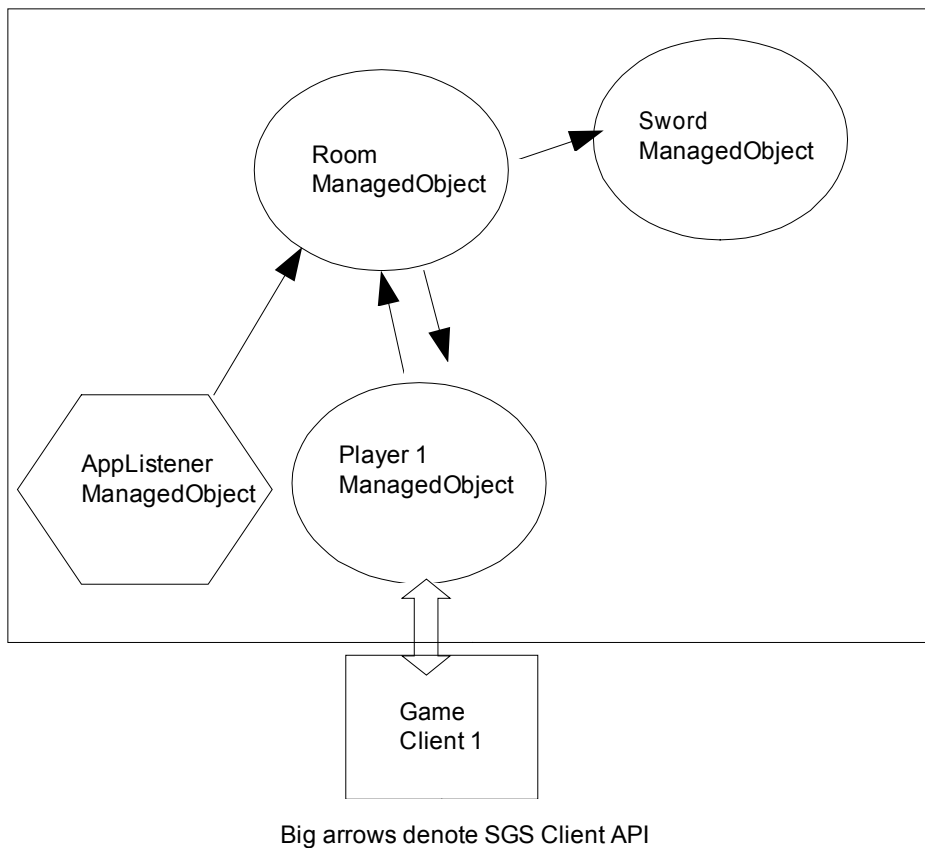 Room
ManagedObject
Sword
ManagedObject
AppListener
ManagedObject
Player 1
ManagedObject
Game
Client 1
Big arrows denote SGS Client API